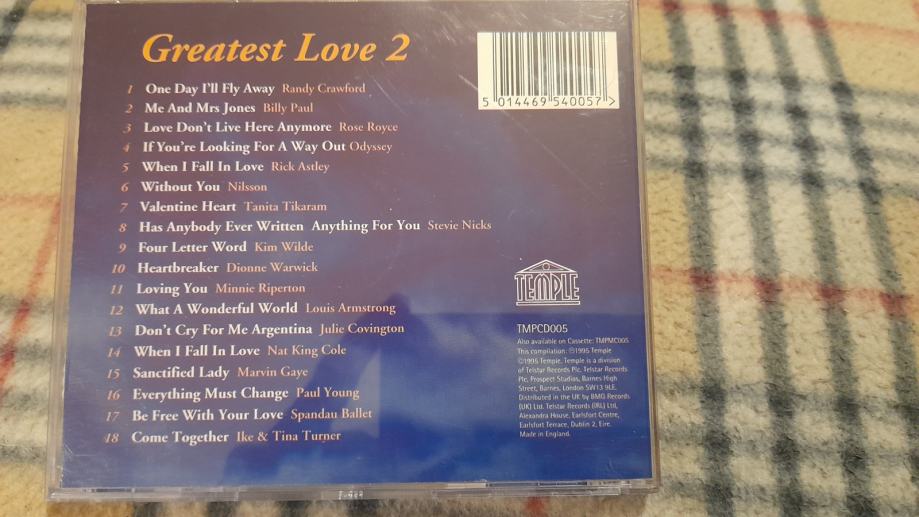 Greatest Love 2
1 One Day I'll Fly Away Randy Crawford
2 Me And Mrs Jones Billy Paul
3 Love Don't Live Here Anymore Rose Royce
4 If You're Looking For A Way Out Odyssey
5 When I Fall In Love Rick Astley
6 Without You Nilsson
7 Valentine Heart Tanita Tikaram
8 Has Anybody Ever Written Anything For You Stevie Nicks
9 Four Letter Word Kim Wilde
10 Heartbreaker Dionne Warwick
11 Loving You Minnie Riperton
12 What A Wonderful World Louis Armstrong
13 Don't Cry For Me Argentina Julie Covington
14 When I Fall In Love Nat King Cole
15 Sanctified Lady Marvin Gaye
16 Everything Must Change Paul Young
17 Be Free With Your Love Spandau Ballet
18 Come Together Ike & Tina Turner
5 014469 540057 >
TEMPLE
TMPCD005
Also available on Cassette: TMPMC005
This compilation: ℗1995 Temple
©1995 Temple, Temple is a division
of Telstar Records Plc. Telstar Records
Plc, Prospect Studios, Barnes High
Street, Barnes, London SW13 9LE.
Distributed in the UK by BMG Records
(UK) Ltd. Telstar Records (IRL) Ltd,
Alexandra House, Earlsfort Centre,
Earlsfort Terrace, Dublin 2, Eire.
Made in England.